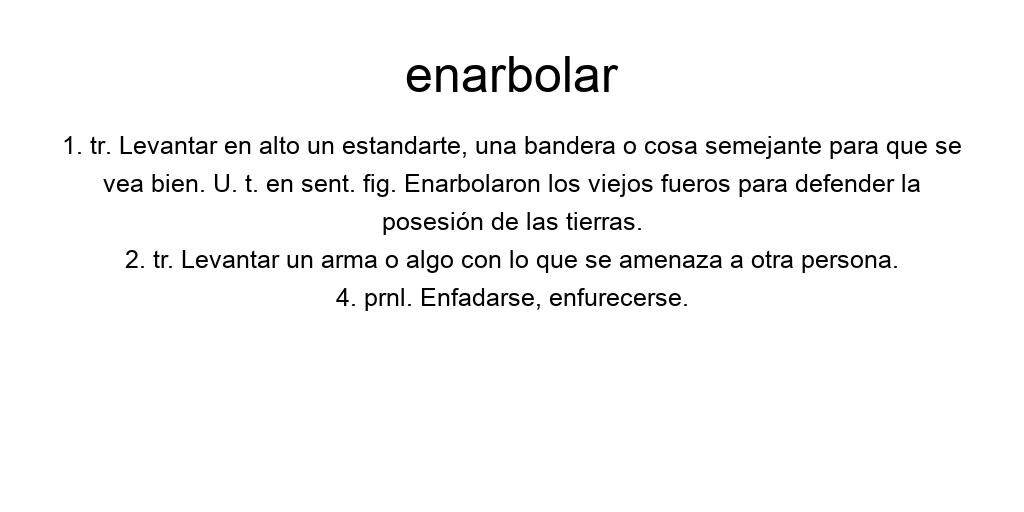 enarbolar
1. tr. Levantar en alto un estandarte, una bandera o cosa semejante para que se
vea bien. U. t. en sent. fig. Enarbolaron los viejos fueros para defender la
posesión de las tierras.
2. tr. Levantar un arma o algo con lo que se amenaza a otra persona.
4. prnl. Enfadarse, enfurecerse.